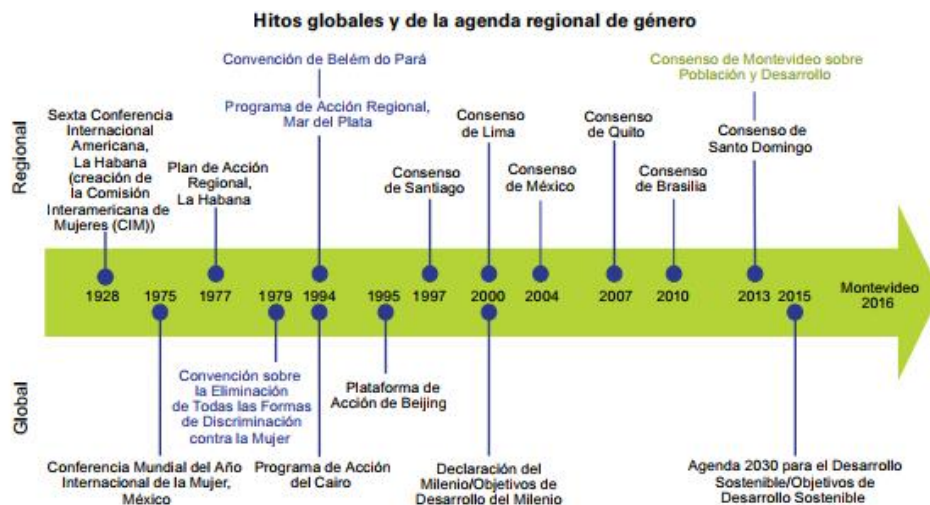 Hitos globales y de la agenda regional de género
Regional
Sexta Conferencia
Internacional
Americana,
La Habana
(creación de
la Comisión
Interamericana de
Mujeres (CIM))
Plan de Acción
Regional,
La Habana
Convención de Belém do Pará
Programa de Acción Regional,
Mar del Plata
Consenso
de Santiago
Consenso
de Lima
Consenso
de México
Consenso
de Quito
Consenso
de Brasilia
Consenso de Montevideo sobre
Población y Desarrollo
Consenso de
Santo Domingo
1928
1975
1977
1979
1994
1995
1997
2000
2004
2007
2010
2013
2015
Montevideo
2016
Global
Conferencia Mundial del Año
Internacional de la Mujer,
México
Convención sobre
la Eliminación
de Todas las Formas
de Discriminación
contra la Mujer
Programa de Acción
del Cairo
Plataforma de
Acción de Beijing
Declaración del
Milenio/Objetivos de
Desarrollo del Milenio
Agenda 2030 para el Desarrollo
Sostenible/Objetivos de
Desarrollo Sostenible